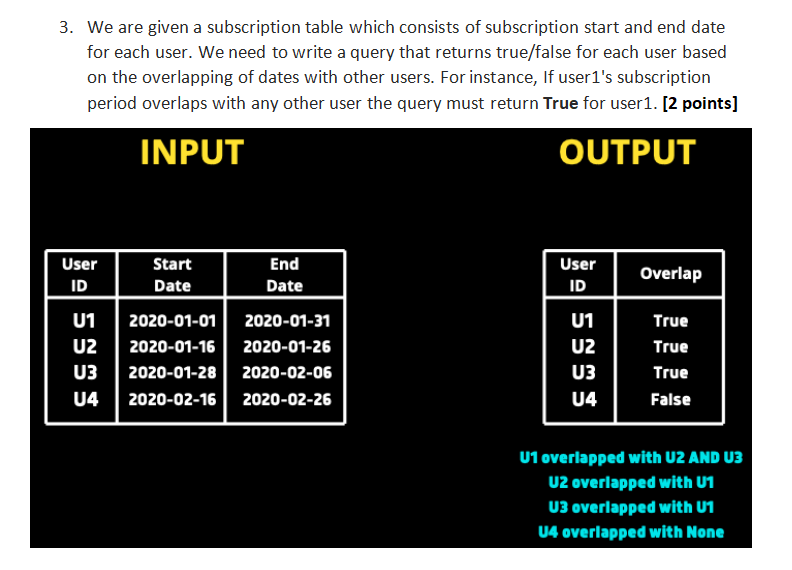 3. We are given a subscription table which consists of subscription start and end date
for each user. We need to write a query that returns true/false for each user based
on the overlapping of dates with other users. For instance, If user1's subscription
period overlaps with any other user the query must return True for user1. [2 points]
INPUT
OUTPUT
User ID Start Date End Date
U1 2020-01-01 2020-01-31
U2 2020-01-16 2020-01-26
U3 2020-01-28 2020-02-06
U4 2020-02-16 2020-02-26
User ID Overlap
U1 True
U2 True
U3 True
U4 False
U1 overlapped with U2 AND U3
U2 overlapped with U1
U3 overlapped with U1
U4 overlapped with None